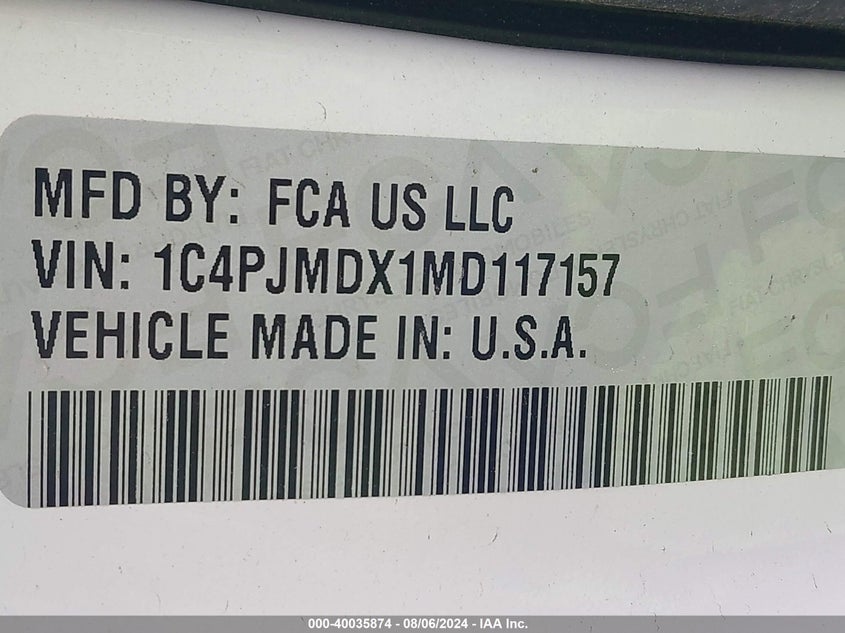 MFD BY: FCA US LLC
VIN: 1C4PJMDX1MD117157
VEHICLE MADE IN: U.S.A.
000-40035874 - 08/06/2024 - IAA Inc.